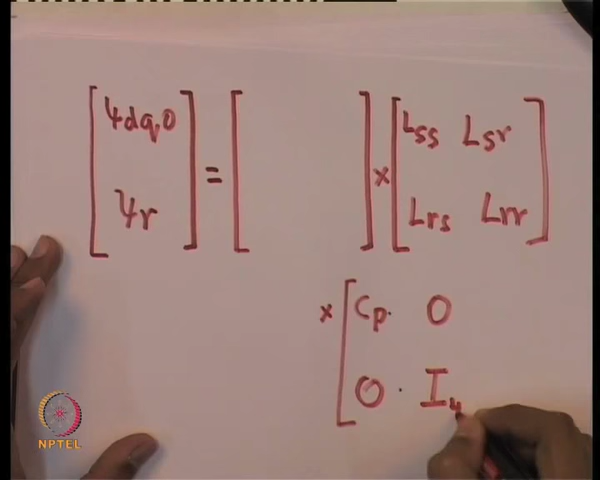 [ψdq0 ψr] = [ ] × [Lss Lsr Lrs Lrr]
× [Cp. 0 0 . I4
NPTEL